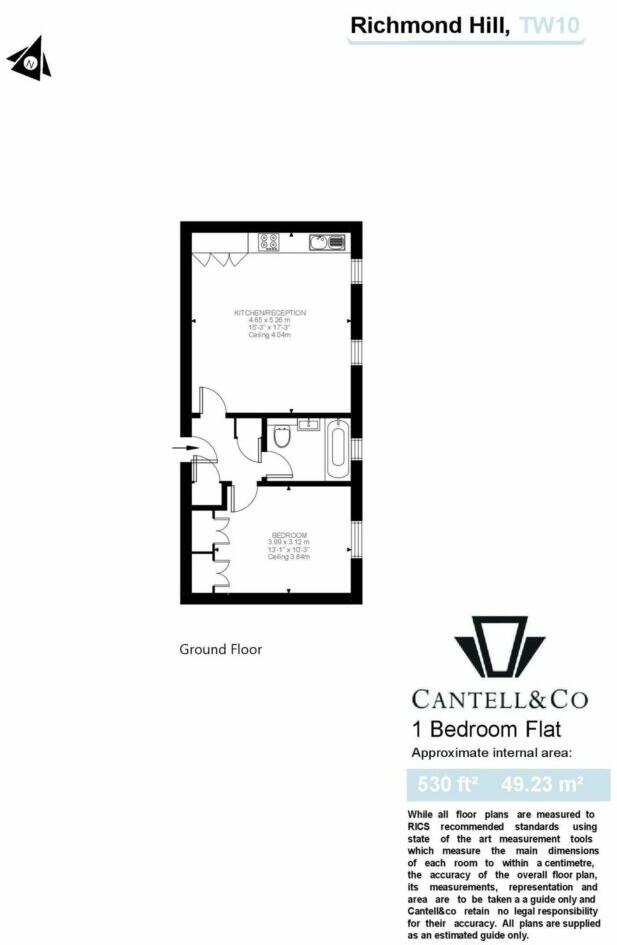 Richmond Hill, TW10
N
KITCHEN/RECEPTION
4.65 x 5.26 m
15'-3" x 17'-3"
Ceiling 4.04m
BEDROOM
3.99 x 3.12 m
13'-1" x 10'-3"
Ceiling 3.84m
Ground Floor
CANTELL&CO
1 Bedroom Flat
Approximate internal area:
530 ft² 49.23 m²
While all floor plans are measured to
RICS recommended standards using
state of the art measurement tools
which measure the main dimensions
of each room to within a centimetre,
the accuracy of the overall floor plan,
its measurements, representation and
area are to be taken a a guide only and
Cantell&co retain no legal responsibility
for their accuracy. All plans are supplied
as an estimated guide only.